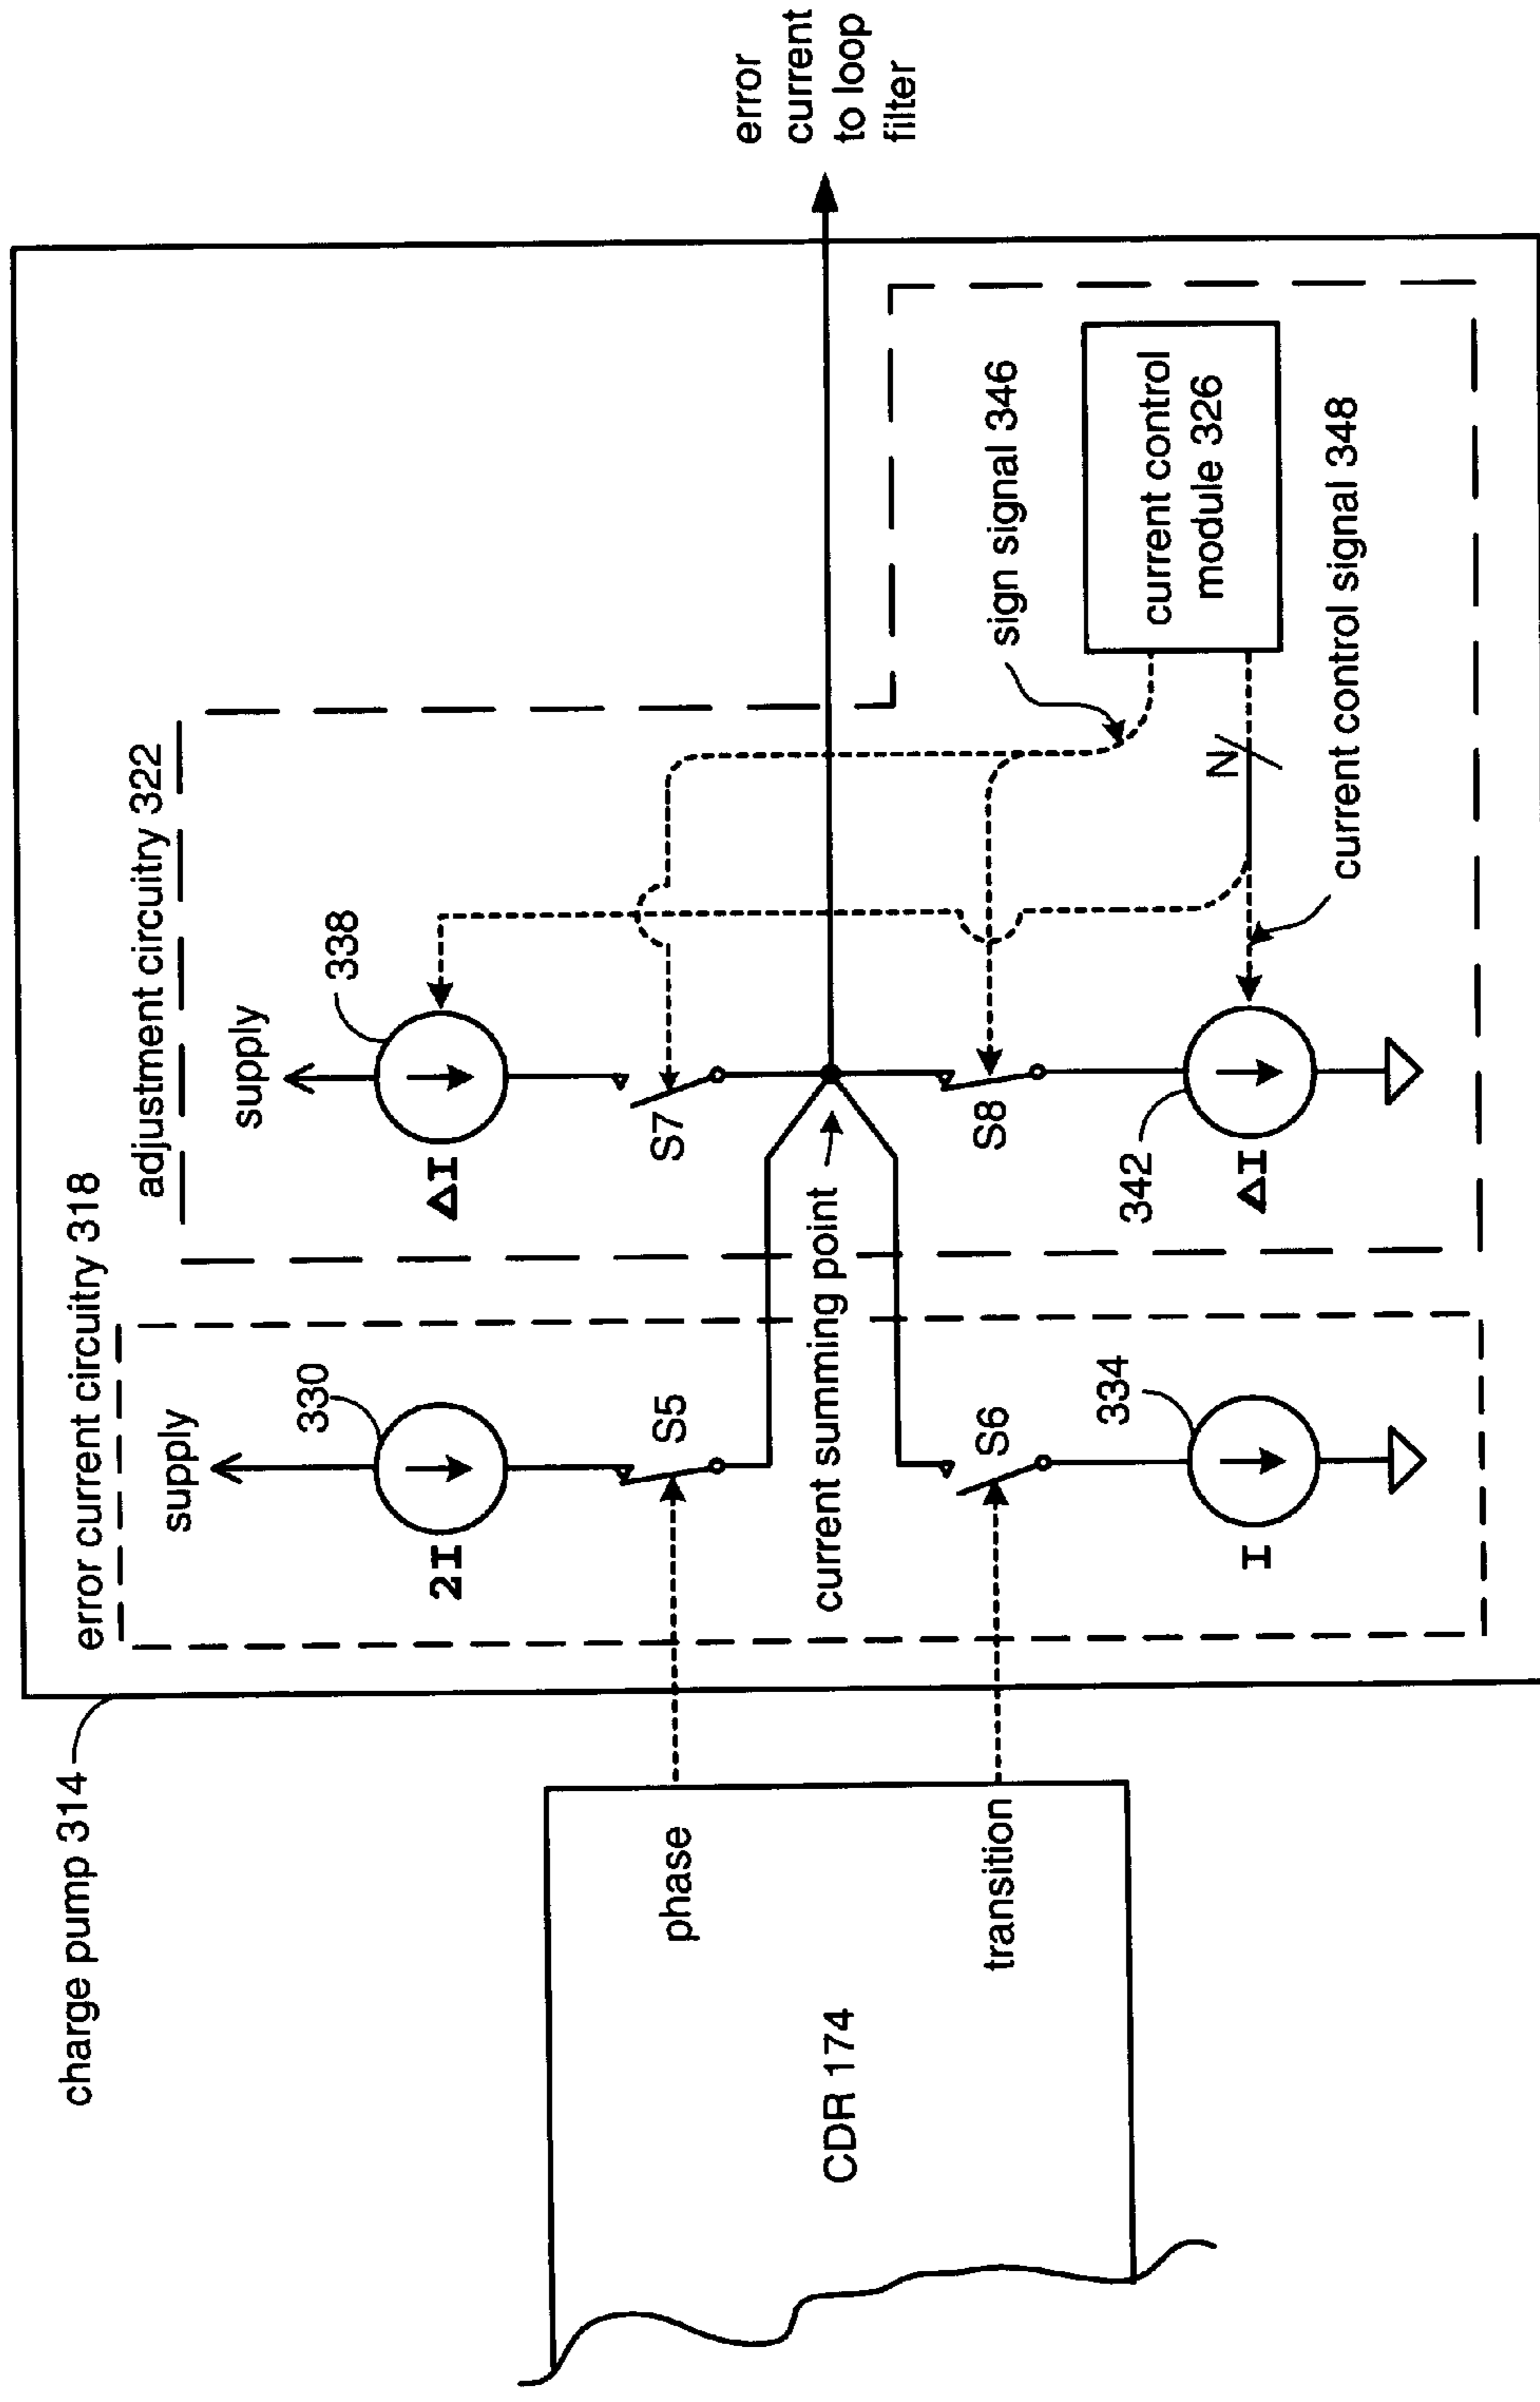 charge pump 314
error current circuitry 318
adjustment circuitry 322
supply
330
2I
S5
supply
338
ΔI
S7
error
current
to loop
filter
current summing point
phase
transition
CDR 174
S6
334
I
S8
342
ΔI
sign signal 346
current control
module 326
N
current control signal 348